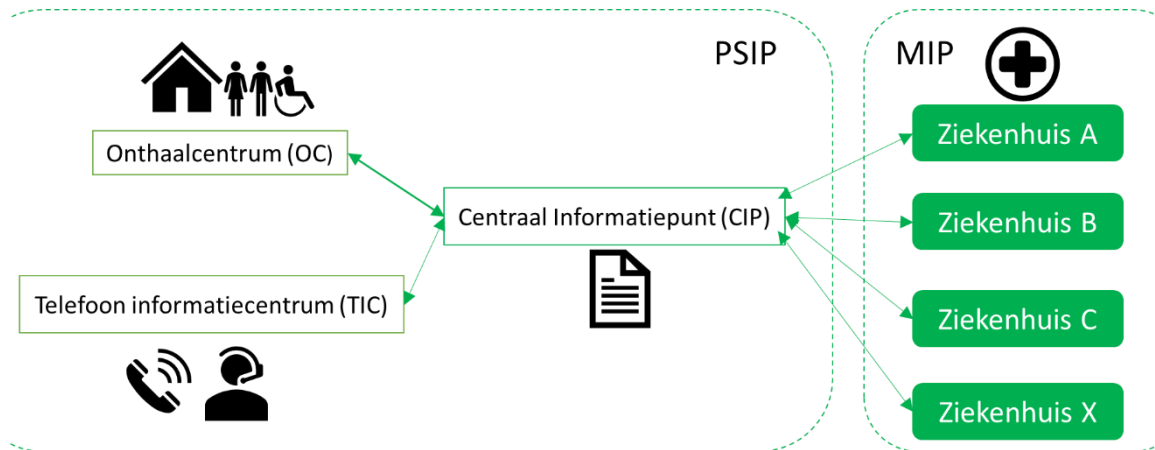 PSIP
MIP
Onthaalcentrum (OC)
Ziekenhuis A
Centraal Informatiepunt (CIP)
Ziekenhuis B
Telefoon informatiecentrum (TIC)
Ziekenhuis C
Ziekenhuis X